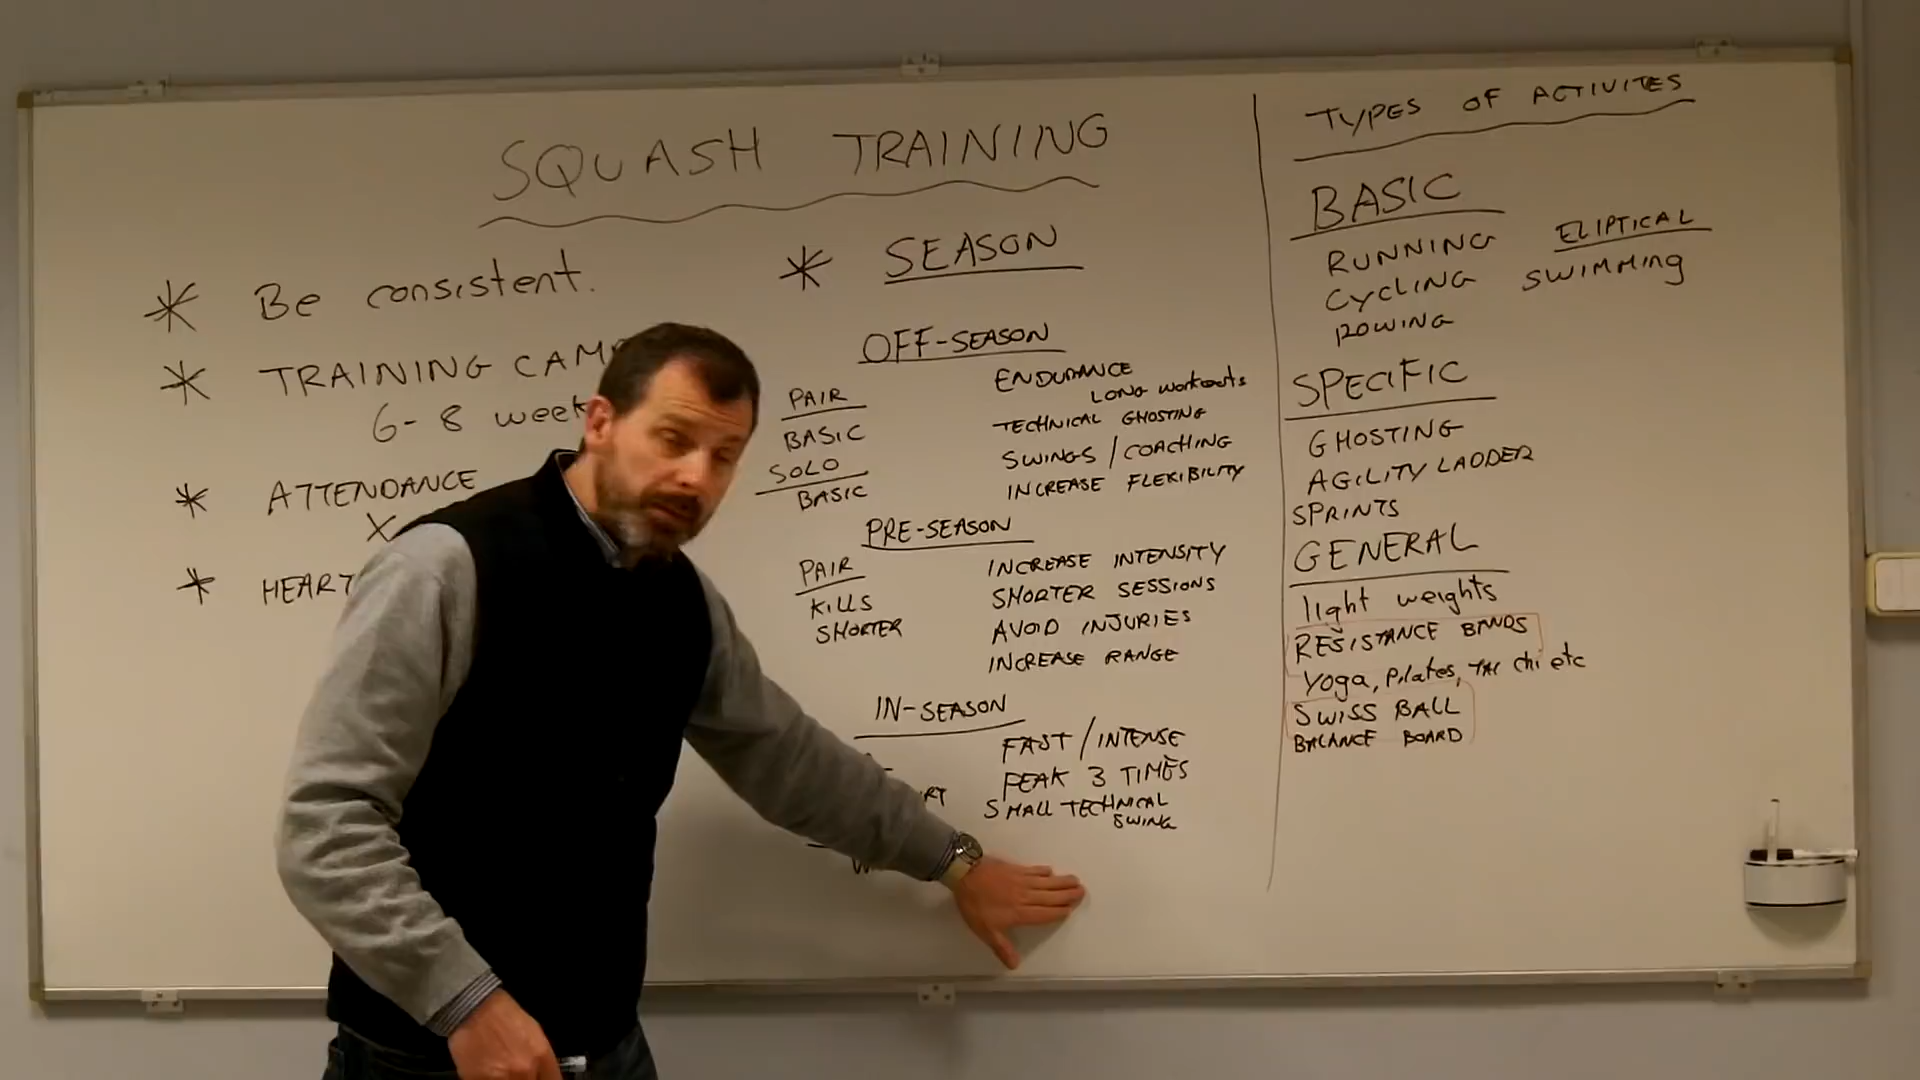 SQUASH TRAINING
* Be consistent.
* TRAINING
6-8
* ATTENDANCE
X
*
* SEASON
OFF-SEASON
PAIR
BASIC
SOLO
BASIC
ENDURANCE
LONG workouts
TECHNICAL GHOSTING
SWINGS / COACHING
INCREASE FLEXIBILITY
PRE-SEASON
PAIR
KILLS
SHORTER
INCREASE INTENSITY
SHORTER SESSIONS
AVOID INJURIES
INCREASE RANGE
IN-SEASON
FAST / INTENSE
PEAK 3 TIMES
SMALL TECHNICAL
SWING
TYPES OF ACTIVITES
BASIC
RUNNING ELIPTICAL
CYCLING SWIMMING
ROWING
SPECIFIC
GHOSTING
AGILITY LADDER
SPRINTS
GENERAL
light weights
RESISTANCE BANDS
Yoga, Pilates, TAI chi etc
SWISS BALL
BALANCE BOARD